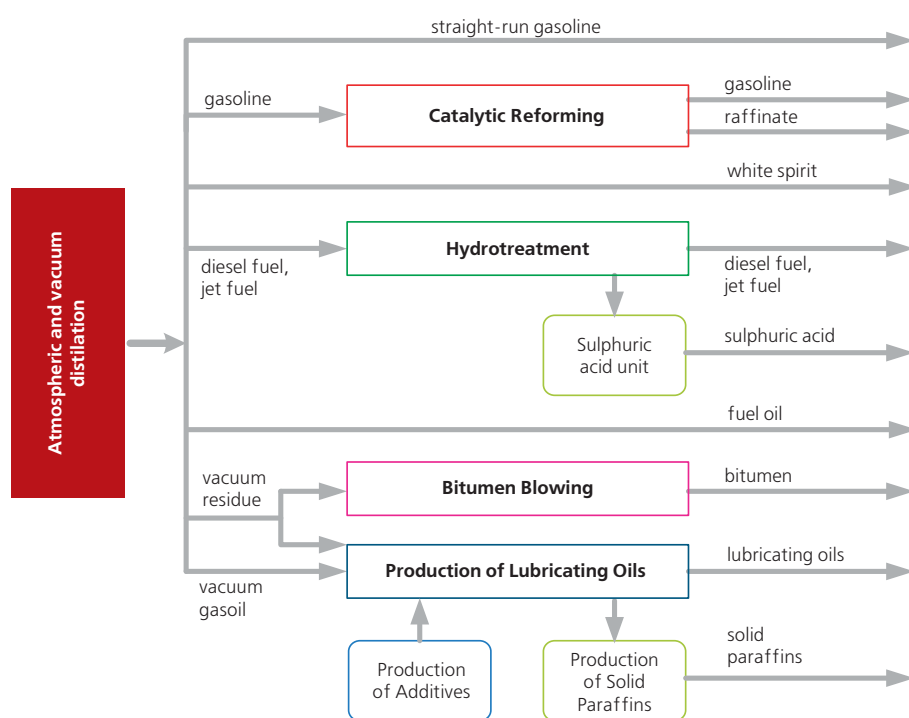 straight-run gasoline
gasoline
Catalytic Reforming
gasoline
raffinate
white spirit
Atmospheric and vacuum
distilation
Hydrotreatment
diesel fuel,
jet fuel
diesel fuel,
jet fuel
Sulphuric
acid unit
sulphuric acid
fuel oil
vacuum
residue
Bitumen Blowing
bitumen
Production of Lubricating Oils
lubricating oils
vacuum
gasoil
Production
of Additives
Production
of Solid
Paraffins
solid
paraffins